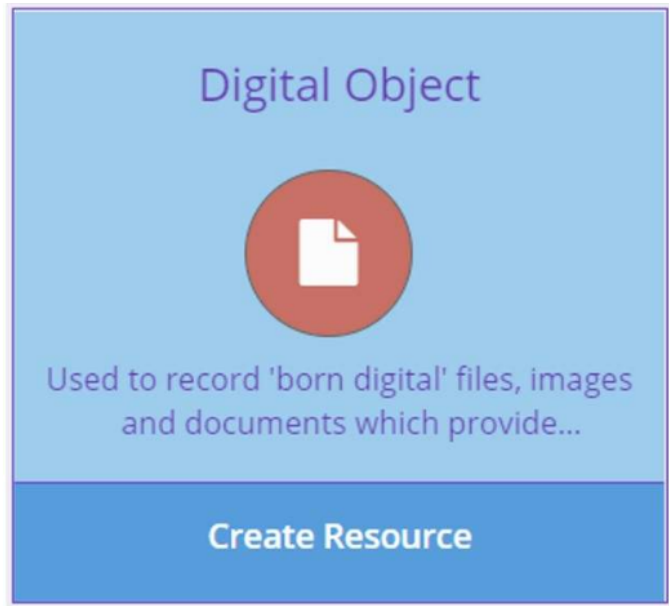 Digital Object
Used to record 'born digital' files, images
and documents which provide...
Create Resource